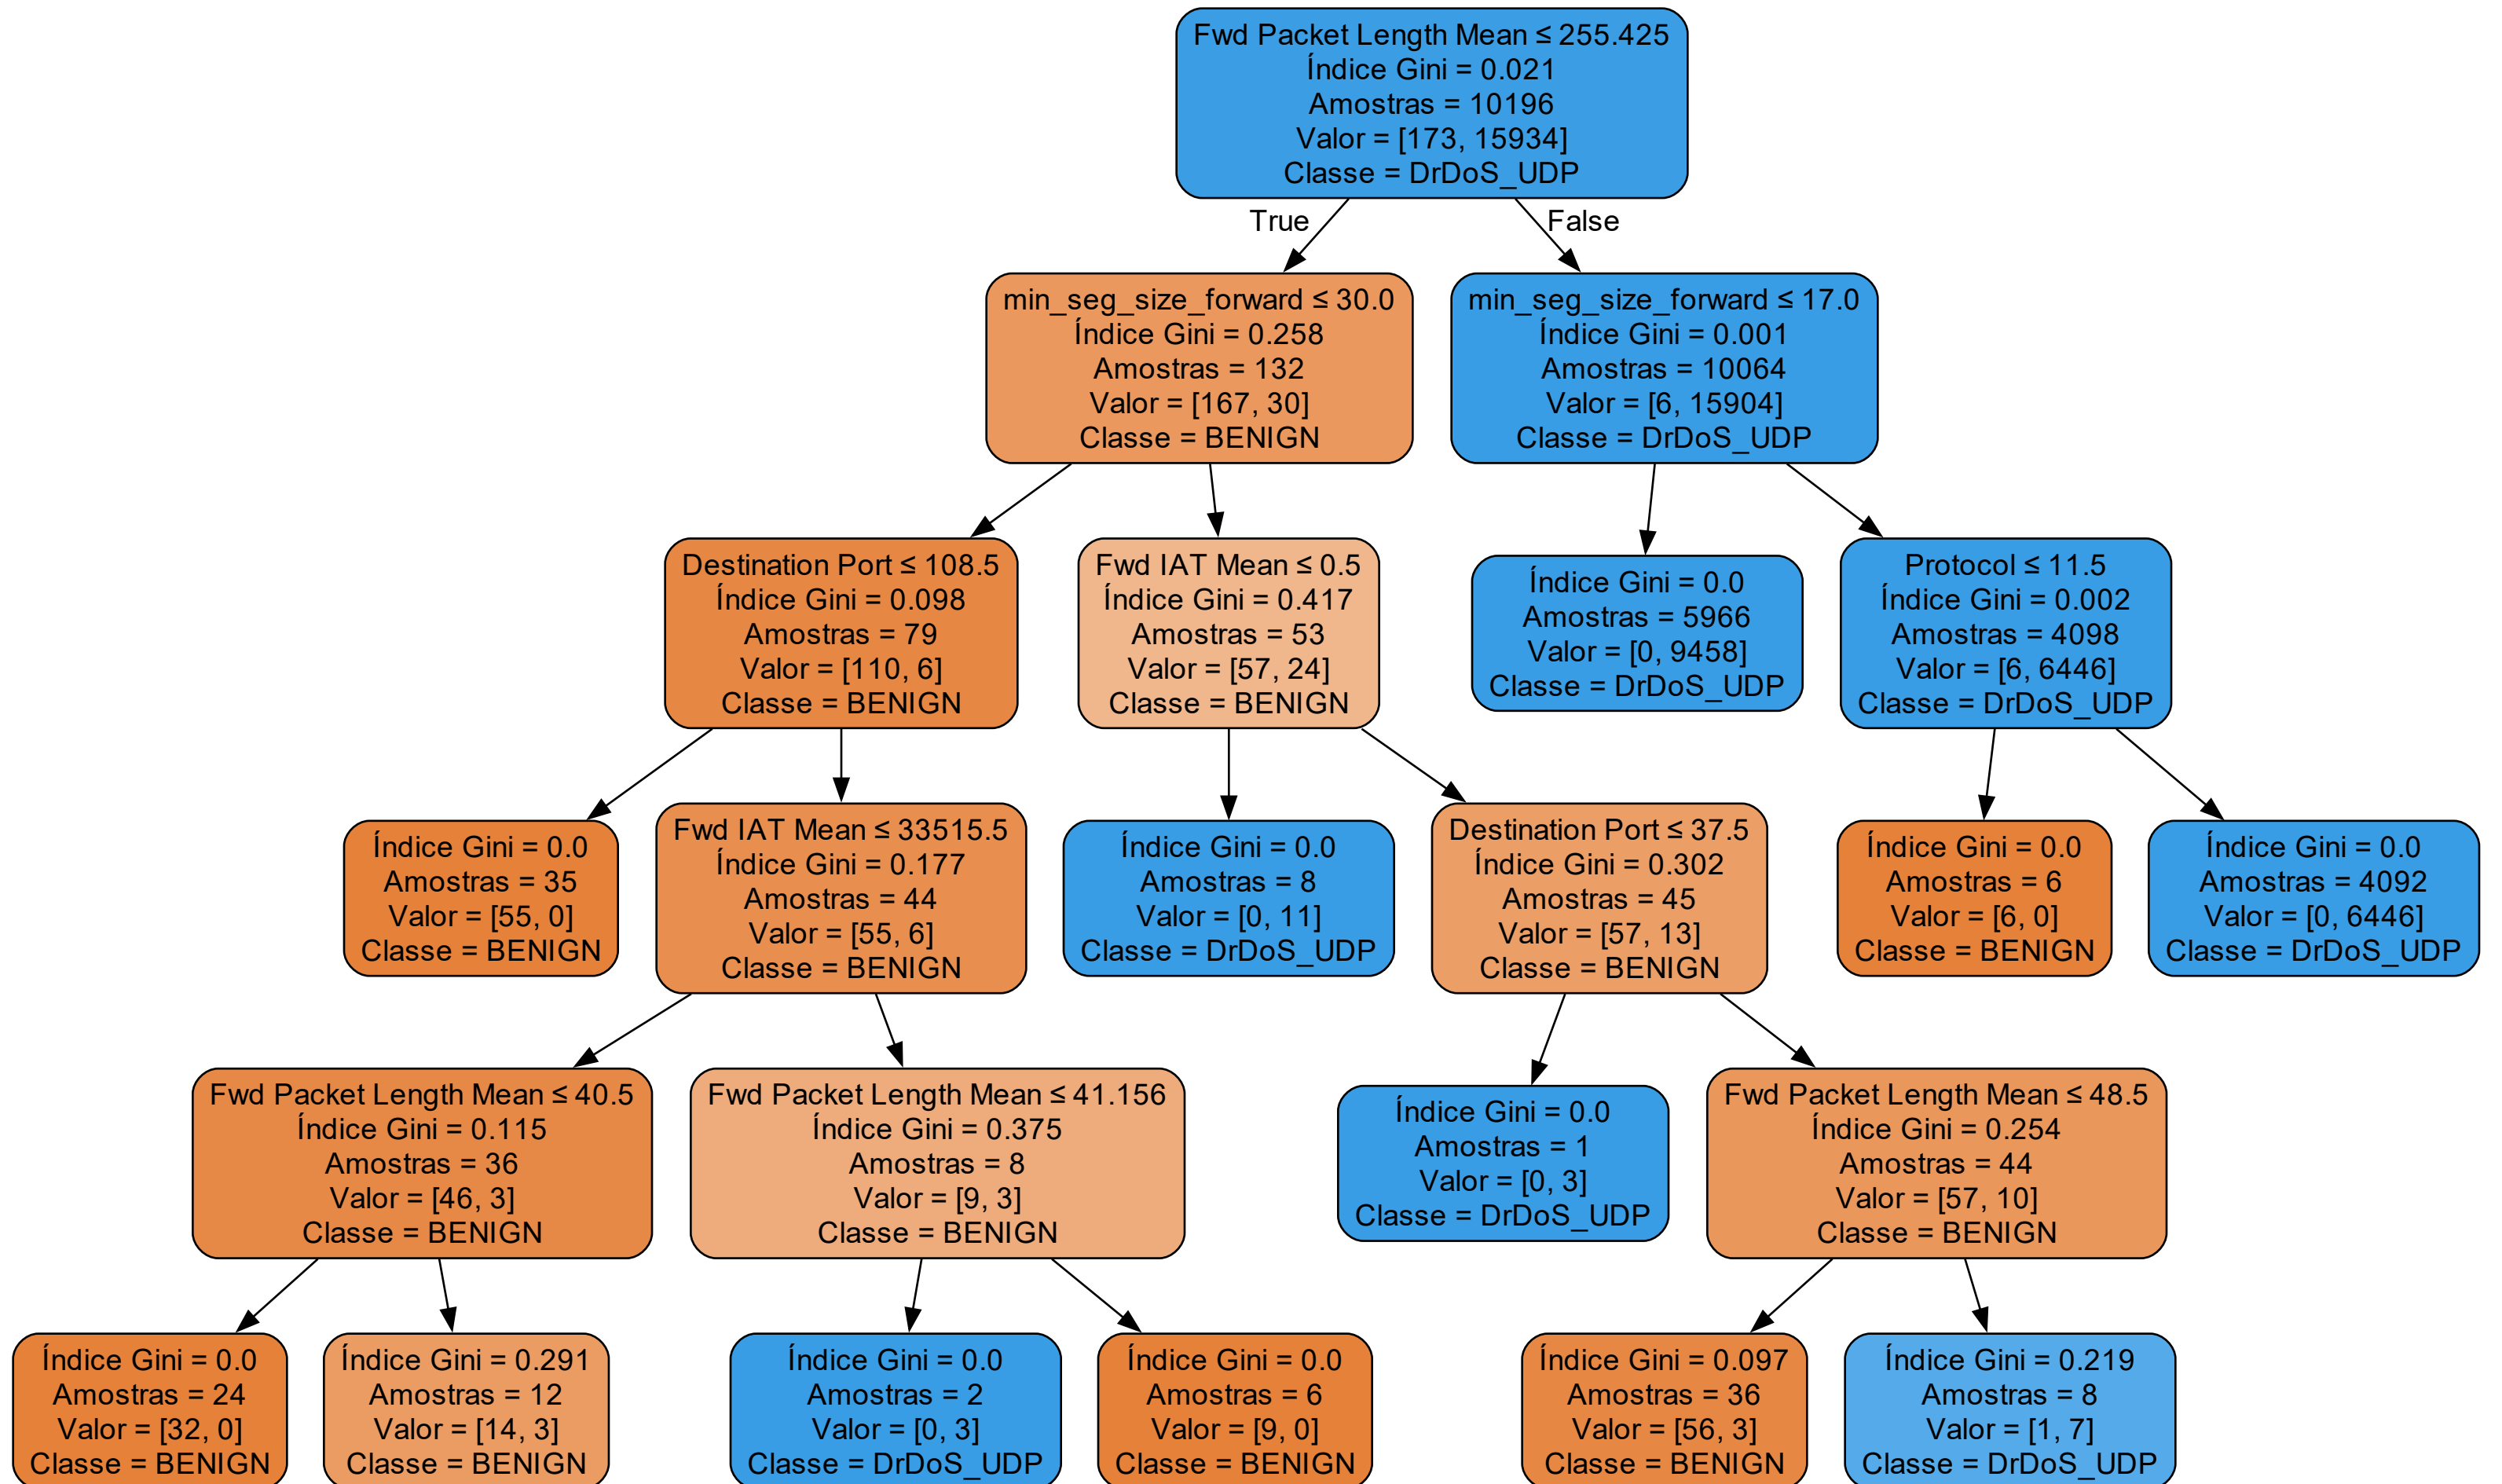 Fwd Packet Length Mean ≤ 255.425
Índice Gini = 0.021
Amostras = 10196
Valor = [173, 15934]
Classe = DrDoS_UDP
True
False
min_seg_size_forward ≤ 30.0
Índice Gini = 0.258
Amostras = 132
Valor = [167, 30]
Classe = BENIGN
min_seg_size_forward ≤ 17.0
Índice Gini = 0.001
Amostras = 10064
Valor = [6, 15904]
Classe = DrDoS_UDP
Destination Port ≤ 108.5
Índice Gini = 0.098
Amostras = 79
Valor = [110, 6]
Classe = BENIGN
Fwd IAT Mean ≤ 0.5
Índice Gini = 0.417
Amostras = 53
Valor = [57, 24]
Classe = BENIGN
Índice Gini = 0.0
Amostras = 5966
Valor = [0, 9458]
Classe = DrDoS_UDP
Protocol ≤ 11.5
Índice Gini = 0.002
Amostras = 4098
Valor = [6, 6446]
Classe = DrDoS_UDP
Índice Gini = 0.0
Amostras = 35
Valor = [55, 0]
Classe = BENIGN
Fwd IAT Mean ≤ 33515.5
Índice Gini = 0.177
Amostras = 44
Valor = [55, 6]
Classe = BENIGN
Índice Gini = 0.0
Amostras = 8
Valor = [0, 11]
Classe = DrDoS_UDP
Destination Port ≤ 37.5
Índice Gini = 0.302
Amostras = 45
Valor = [57, 13]
Classe = BENIGN
Índice Gini = 0.0
Amostras = 6
Valor = [6, 0]
Classe = BENIGN
Índice Gini = 0.0
Amostras = 4092
Valor = [0, 6446]
Classe = DrDoS_UDP
Fwd Packet Length Mean ≤ 40.5
Índice Gini = 0.115
Amostras = 36
Valor = [46, 3]
Classe = BENIGN
Fwd Packet Length Mean ≤ 41.156
Índice Gini = 0.375
Amostras = 8
Valor = [9, 3]
Classe = BENIGN
Índice Gini = 0.0
Amostras = 1
Valor = [0, 3]
Classe = DrDoS_UDP
Fwd Packet Length Mean ≤ 48.5
Índice Gini = 0.254
Amostras = 44
Valor = [57, 10]
Classe = BENIGN
Índice Gini = 0.0
Amostras = 24
Valor = [32, 0]
Classe = BENIGN
Índice Gini = 0.291
Amostras = 12
Valor = [14, 3]
Classe = BENIGN
Índice Gini = 0.0
Amostras = 2
Valor = [0, 3]
Classe = DrDoS_UDP
Índice Gini = 0.0
Amostras = 6
Valor = [9, 0]
Classe = BENIGN
Índice Gini = 0.097
Amostras = 36
Valor = [56, 3]
Classe = BENIGN
Índice Gini = 0.219
Amostras = 8
Valor = [1, 7]
Classe = DrDoS_UDP